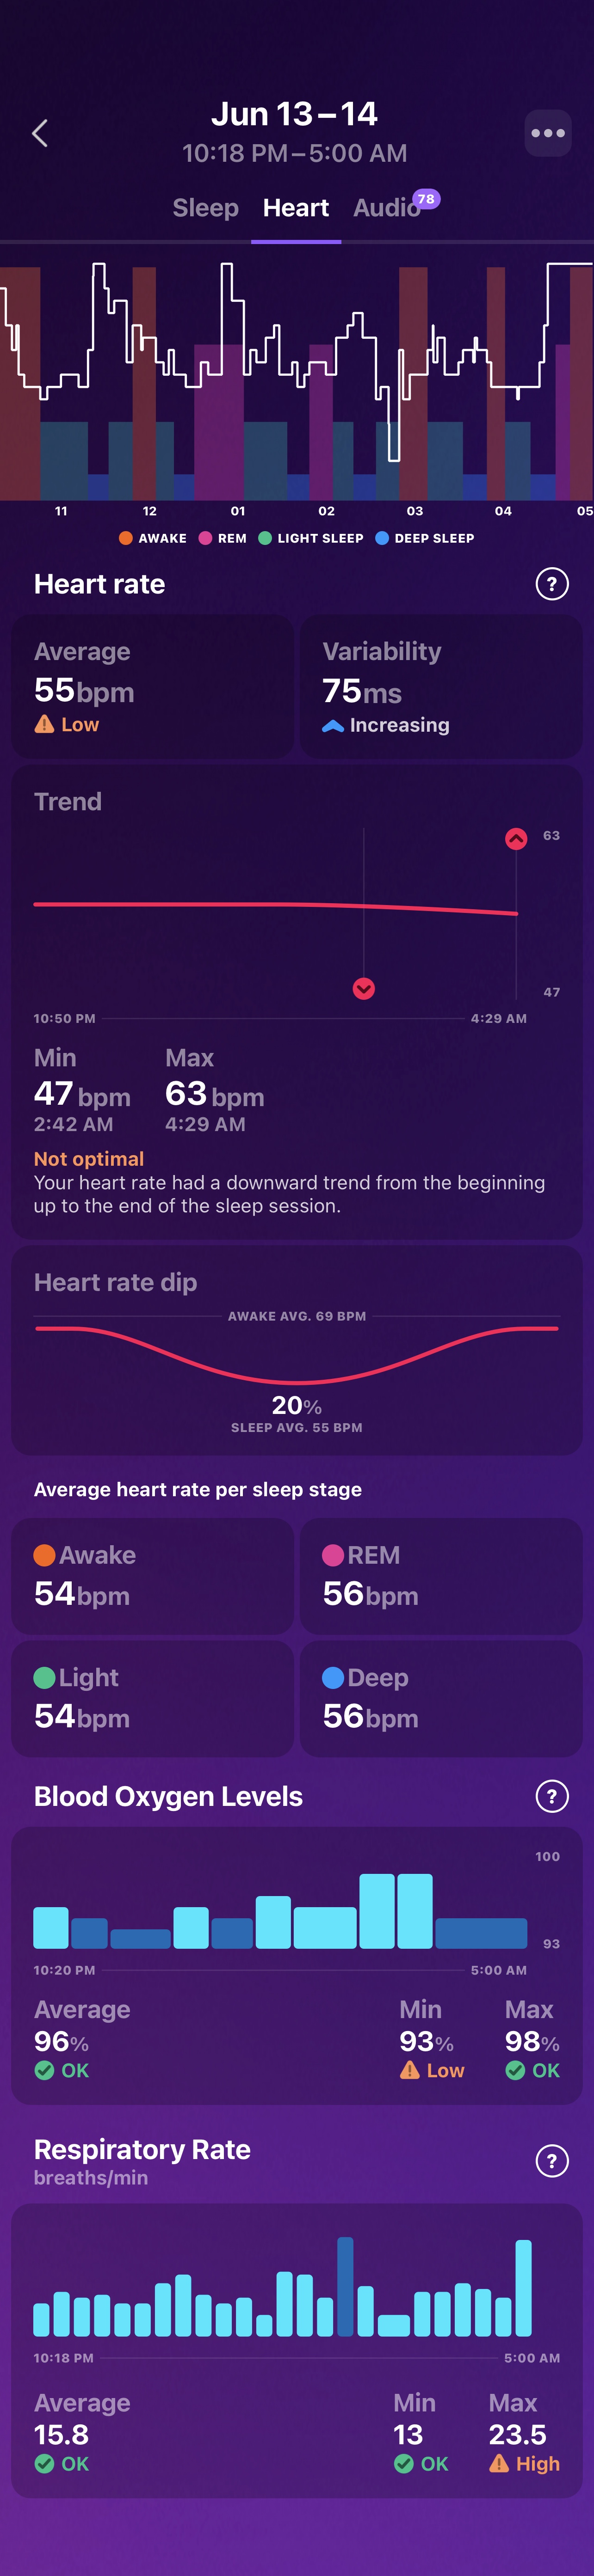 Jun 13–14
10:18 PM–5:00 AM
Sleep Heart Audio 78
11 12 01 02 03 04 05
AWAKE REM LIGHT SLEEP DEEP SLEEP
Heart rate ?
Average Variability
55bpm 75ms
Low Increasing
Trend
63
47
10:50 PM 4:29 AM
Min Max
47 bpm 63 bpm
2:42 AM 4:29 AM
Not optimal
Your heart rate had a downward trend from the beginning
up to the end of the sleep session.
Heart rate dip
AWAKE AVG. 69 BPM
20%
SLEEP AVG. 55 BPM
Average heart rate per sleep stage
Awake REM
54bpm 56bpm
Light Deep
54bpm 56bpm
Blood Oxygen Levels ?
100
93
10:20 PM 5:00 AM
Average Min Max
96% 93% 98%
OK Low OK
Respiratory Rate ?
breaths/min
10:18 PM 5:00 AM
Average Min Max
15.8 13 23.5
OK OK High